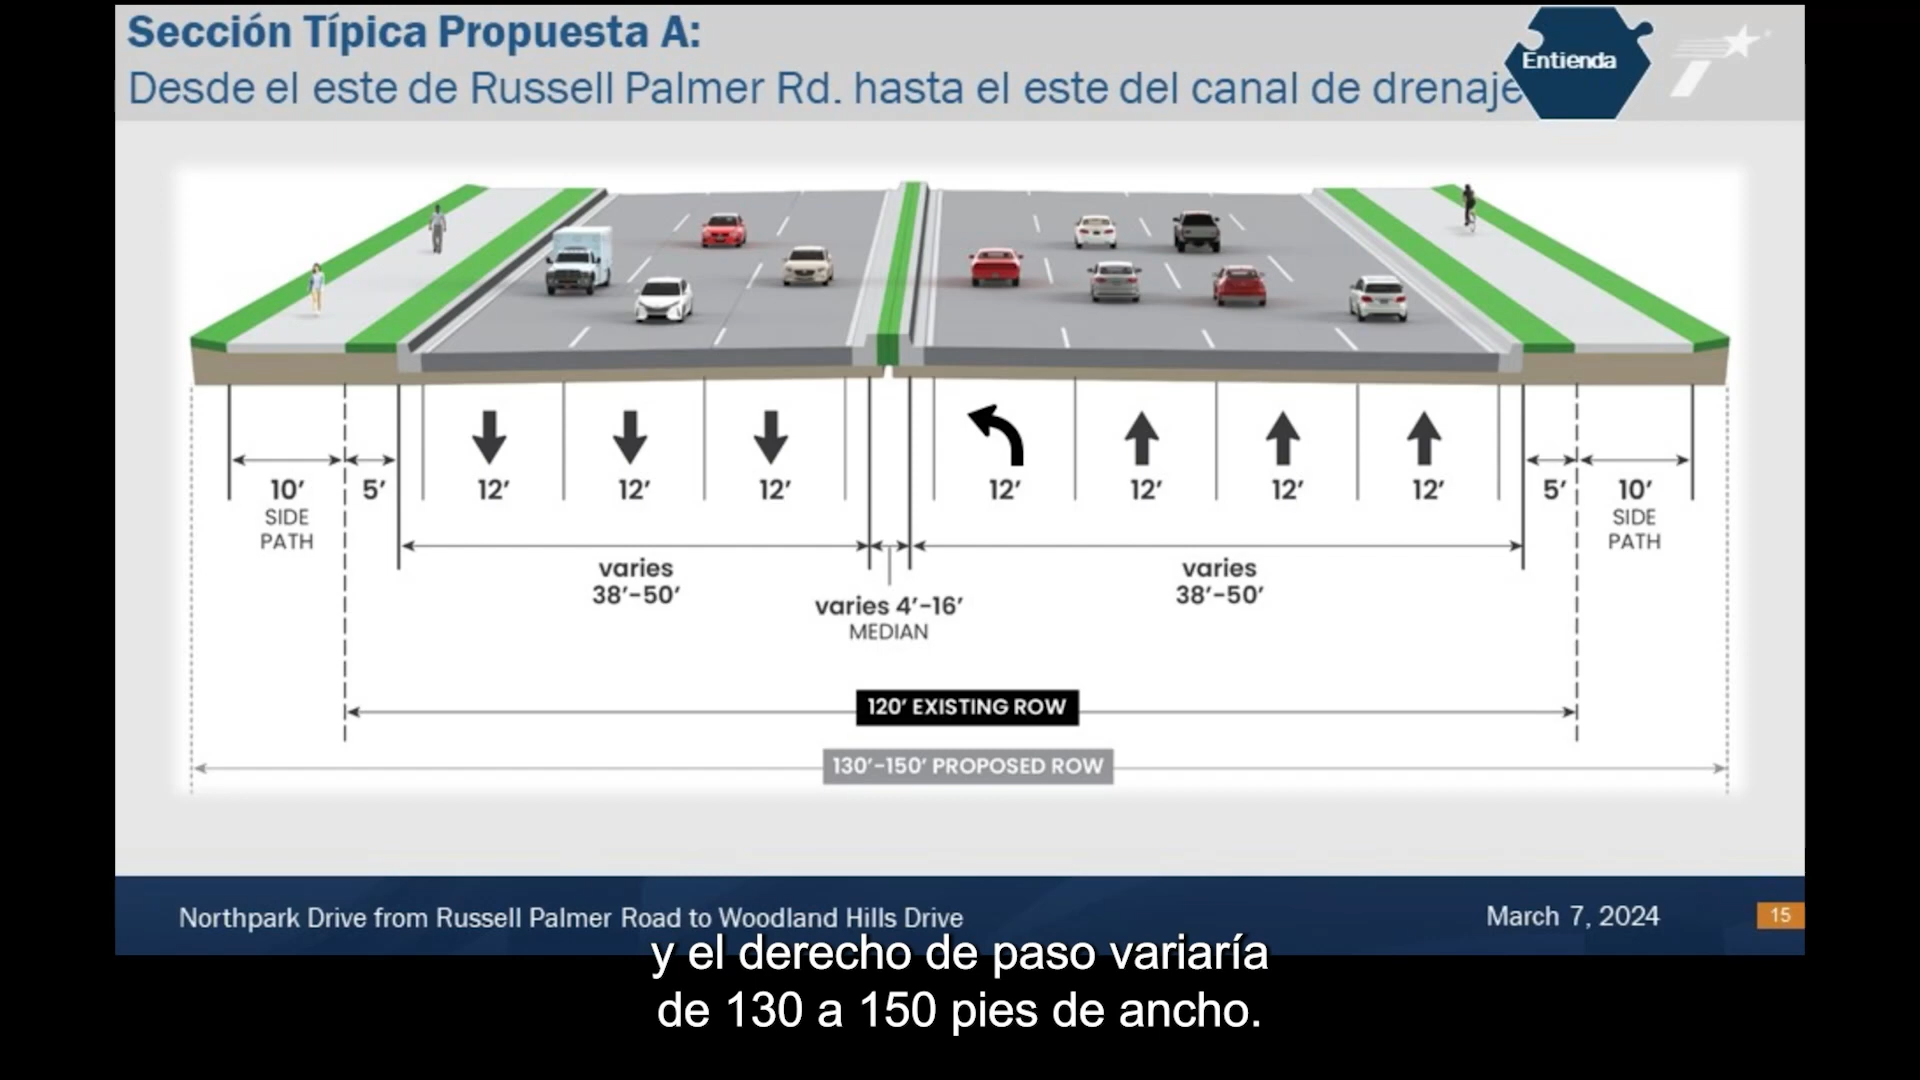 Sección Típica Propuesta A:
Desde el este de Russell Palmer Rd. hasta el este del canal de drenaje
Entienda
10’ 5’ 12’ 12’ 12’ 12’ 12’ 12’ 12’ 5’ 10’
SIDE
PATH
SIDE
PATH
varies
38’-50’
varies 4’-16’
MEDIAN
varies
38’-50’
120’ EXISTING ROW
130’-150’ PROPOSED ROW
Northpark Drive from Russell Palmer Road to Woodland Hills Drive
March 7, 2024
15
y el derecho de paso variaría
de 130 a 150 pies de ancho.